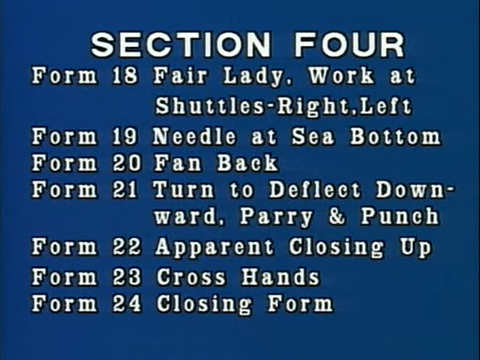 SECTION FOUR
Form 18 Fair Lady, Work at
Shuttles-Right,Left
Form 19 Needle at Sea Bottom
Form 20 Fan Back
Form 21 Turn to Deflect Down-
ward, Parry & Punch
Form 22 Apparent Closing Up
Form 23 Cross Hands
Form 24 Closing Form